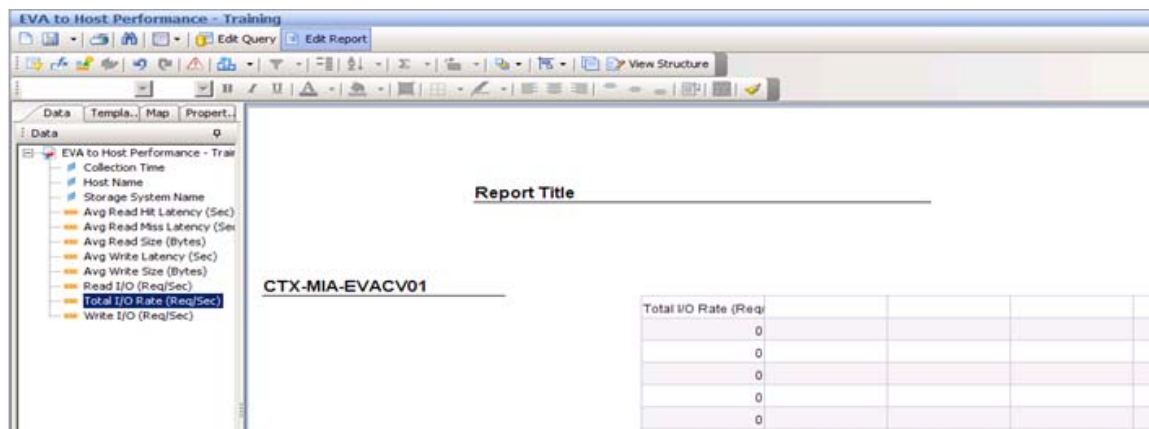 EVA to Host Performance - Training
Edit Query
Edit Report
View Structure
B I U A
Data
Templa..
Map
Propert..
Data
EVA to Host Performance - Trair
Collection Time
Host Name
Storage System Name
Avg Read Hit Latency (Sec)
Avg Read Miss Latency (Se
Avg Read Size (Bytes)
Avg Write Latency (Sec)
Avg Write Size (Bytes)
Read I/O (Req/Sec)
Total I/O Rate (Req/Sec)
Write I/O (Req/Sec)
Report Title
CTX-MIA-EVACV01
Total I/O Rate (Req/
0
0
0
0
0